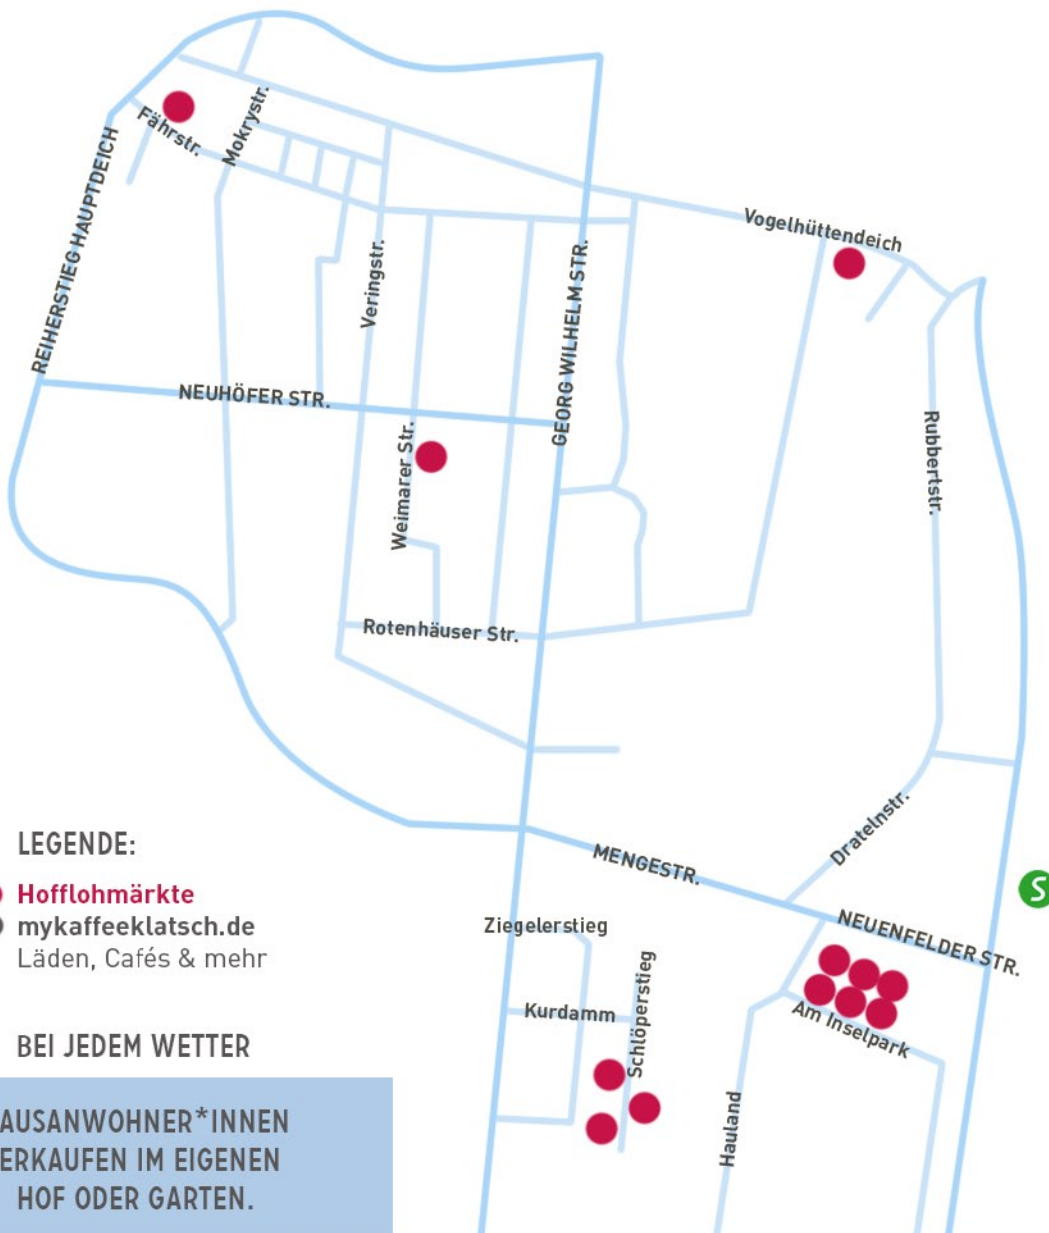 Fährstr.
Mokrystr.
REIHERSTIEG HAUPTDEICH
Vogelhüttendeich
Veringstr.
GEORG WILHELM STR.
NEUHÖFER STR.
Weimarer Str.
Rubbertstr.
Rotenhäuser Str.
Dratelnstr.
MENGESTR.
LEGENDE:
Hofflohmärkte
mykaffeeklatsch.de
Läden, Cafés & mehr
S
NEUENFELDER STR.
Ziegelerstieg
Schlöperstieg
Kurdamm
Am Inselpark
Hauland
BEI JEDEM WETTER
AUSANWOHNER*INNEN
ERKAUFEN IM EIGENEN
HOF ODER GARTEN.